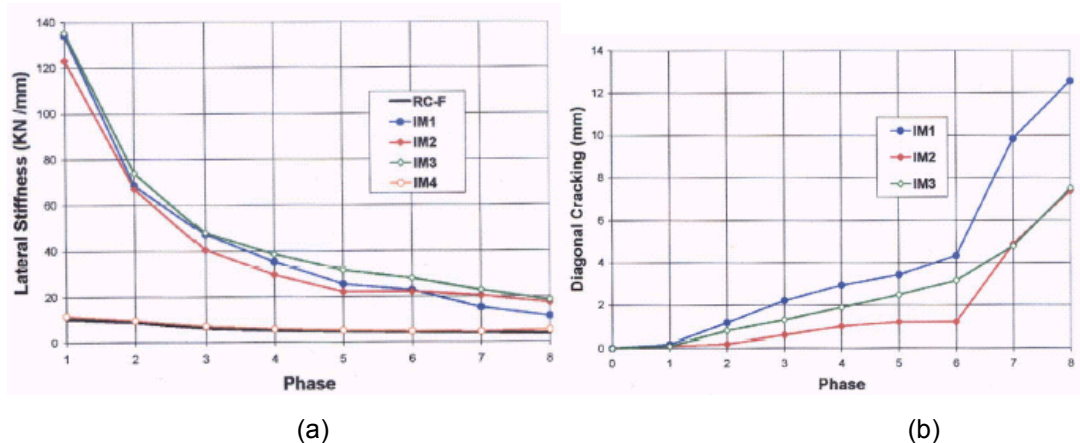 140
120
100
80
60
40
20
0
Lateral Stiffness (KN /mm)
RC-F
IM1
IM2
IM3
IM4
1 2 3 4 5 6 7 8
Phase
(a)
14
12
10
8
6
4
2
0
Diagonal Cracking (mm)
IM1
IM2
IM3
0 1 2 3 4 5 6 7 8
Phase
(b)